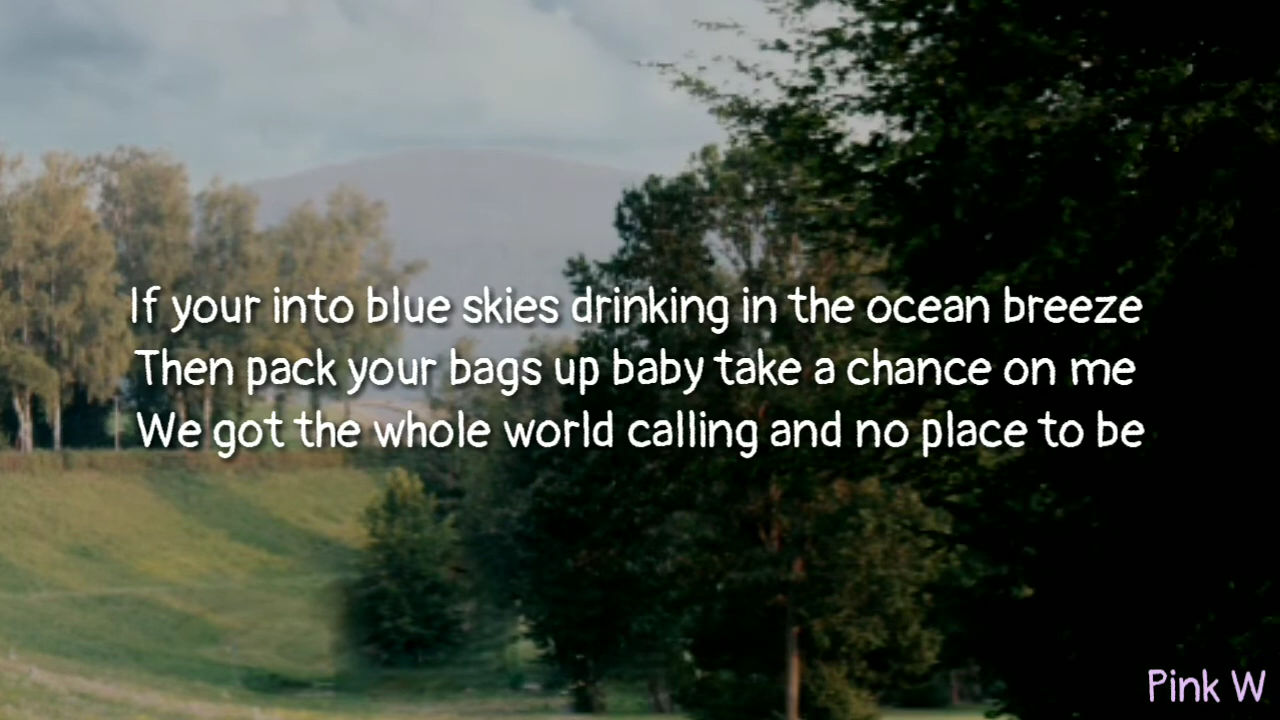 If your into blue skies drinking in the ocean breeze
Then pack your bags up baby take a chance on me
We got the whole world calling and no place to be
Pink W